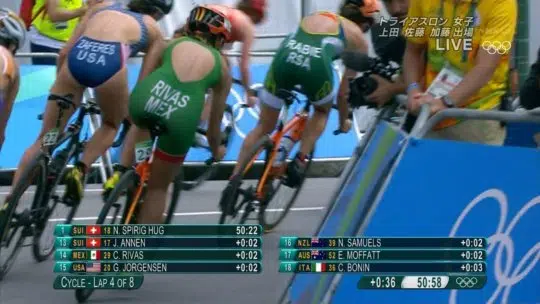 トライアスロン 女子
上田 佐藤 加藤 出場
LIVE
ZAFERES
USA
RIVAS
MEX
RABIE
RSA
1 SUI 18 N. SPIRIG HUG 50:22
13 SUI 17 J. ANNEN +0:02
14 MEX 29 C. RIVAS +0:02
15 USA 20 G. JORGENSEN +0:02
16 NZL 39 N. SAMUELS +0:02
17 AUS 52 E. MOFFATT +0:02
18 ITA 36 C. BONIN +0:03
CYCLE - LAP 4 OF 8
+0:36 50:58